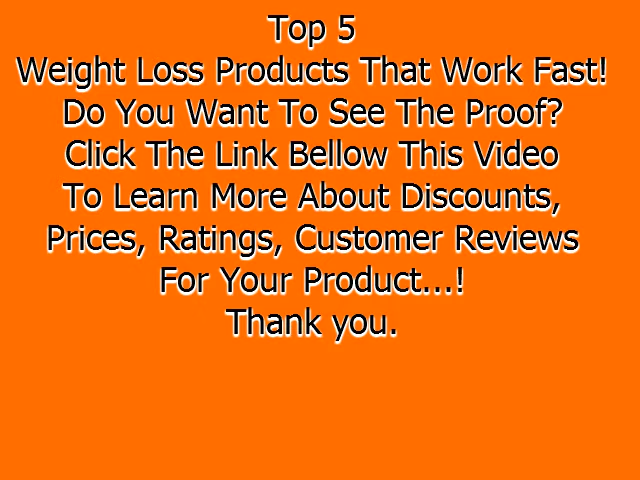 Top 5
Weight Loss Products That Work Fast!
Do You Want To See The Proof?
Click The Link Bellow This Video
To Learn More About Discounts,
Prices, Ratings, Customer Reviews
For Your Product...!
Thank you.